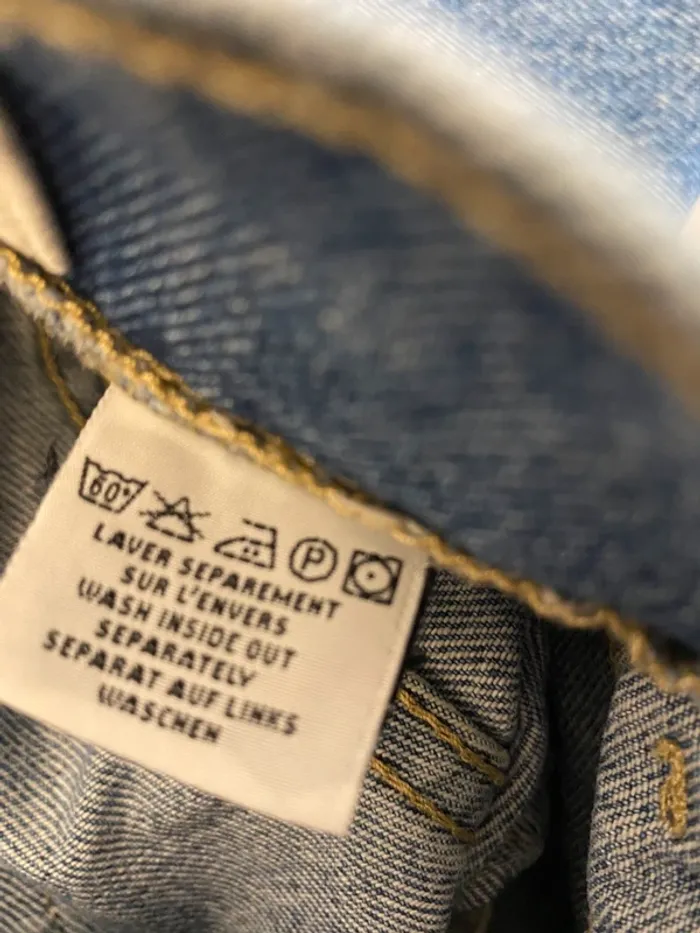 60° P
LAVER SEPAREMENT
SUR L'ENVERS
WASH INSIDE OUT
SEPARATELY
SEPARAT AUF LINKS
WASCHEN